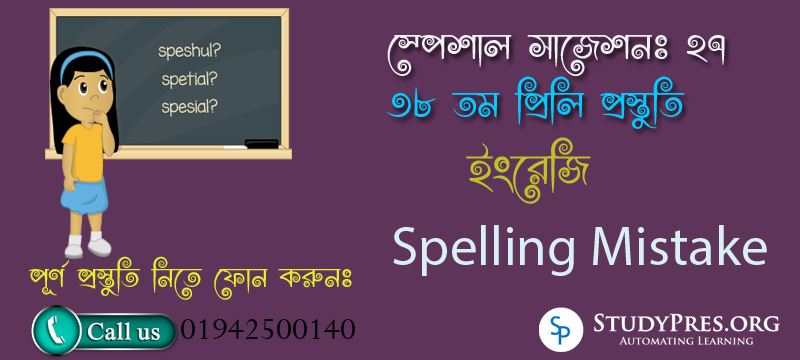 speshul?
spetial?
spesial?
স্পেশাল সাজেশনঃ ২৭
৩৮ তম প্রিলি প্রস্তুতি
ইংরেজি
Spelling Mistake
পূর্ণ প্রস্তুতি নিতে ফোন করুনঃ
Call us 01942500140
SP
StudyPres.org
Automating Learning